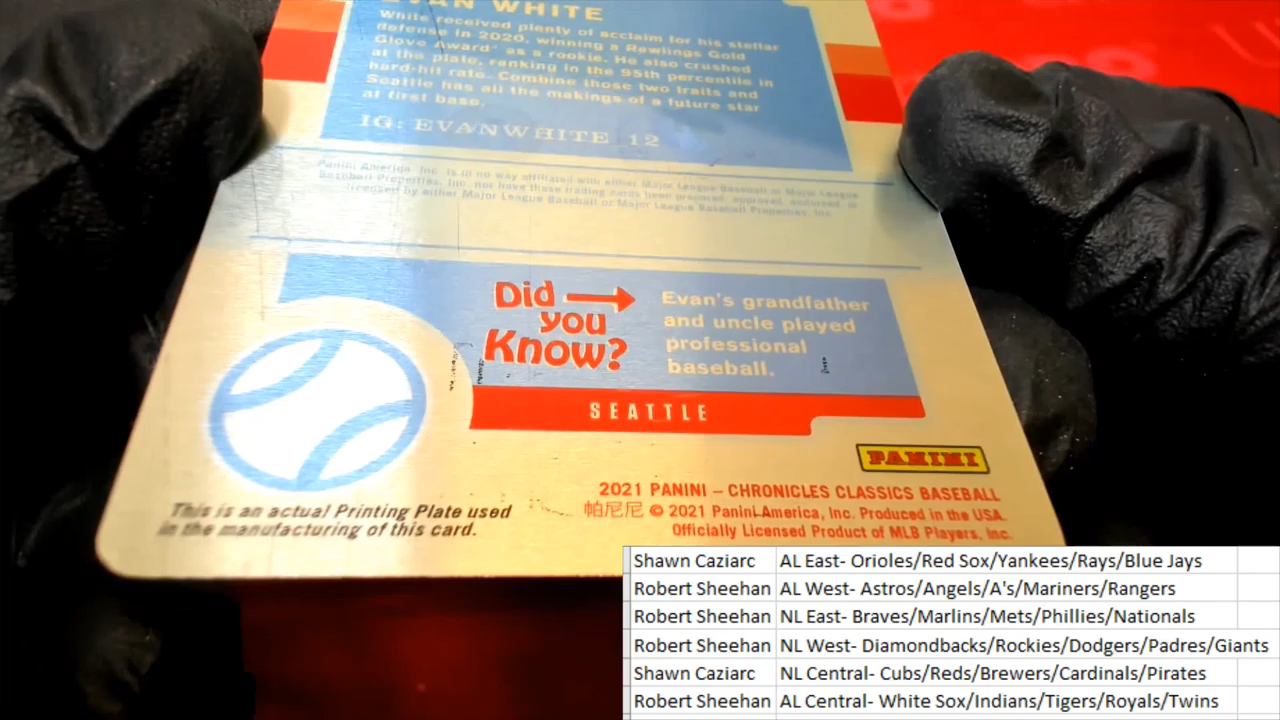 EVAN WHITE
White received plenty of acclaim for his stellar
defense in 2020, winning a Rawlings Gold
Glove Award® as a rookie. He also crushed
at the plate, ranking in the 95th percentile in
hard-hit rate. Combine those two traits and
Seattle has all the makings of a future star
at first base.
IG: EVANWHITE_12
Panini America, Inc. is in no way affiliated with either Major League Baseball or Major League
Baseball Properties, Inc. nor have these trading cards been prepared, approved, endorsed, or
licensed by either Major League Baseball or Major League Baseball Properties, Inc.
Did
you
Know?
Evan's grandfather
and uncle played
professional
baseball.
SEATTLE
PANINI
2021 PANINI – CHRONICLES CLASSICS BASEBALL
帕尼尼 © 2021 Panini America, Inc. Produced in the USA.
Officially Licensed Product of MLB Players, Inc.
This is an actual Printing Plate used
in the manufacturing of this card.
Shawn Caziarc AL East- Orioles/Red Sox/Yankees/Rays/Blue Jays
Robert Sheehan AL West- Astros/Angels/A's/Mariners/Rangers
Robert Sheehan NL East- Braves/Marlins/Mets/Phillies/Nationals
Robert Sheehan NL West- Diamondbacks/Rockies/Dodgers/Padres/Giants
Shawn Caziarc NL Central- Cubs/Reds/Brewers/Cardinals/Pirates
Robert Sheehan AL Central- White Sox/Indians/Tigers/Royals/Twins